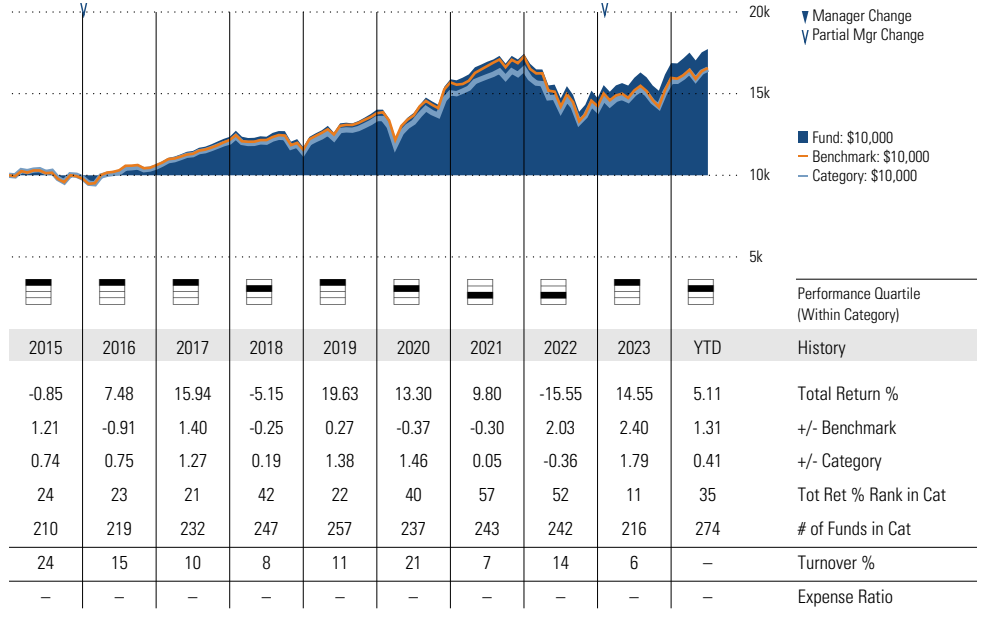 20k
Manager Change
Partial Mgr Change
15k
Fund: $10,000
Benchmark: $10,000
Category: $10,000
10k
5k
Performance Quartile
(Within Category)
2015 2016 2017 2018 2019 2020 2021 2022 2023 YTD History
-0.85 7.48 15.94 -5.15 19.63 13.30 9.80 -15.55 14.55 5.11 Total Return %
1.21 -0.91 1.40 -0.25 0.27 -0.37 -0.30 2.03 2.40 1.31 +/- Benchmark
0.74 0.75 1.27 0.19 1.38 1.46 0.05 -0.36 1.79 0.41 +/- Category
24 23 21 42 22 40 57 52 11 35 Tot Ret % Rank in Cat
210 219 232 247 257 237 243 242 216 274 # of Funds in Cat
24 15 10 8 11 21 7 14 6 – Turnover %
– – – – – – – – – – Expense Ratio